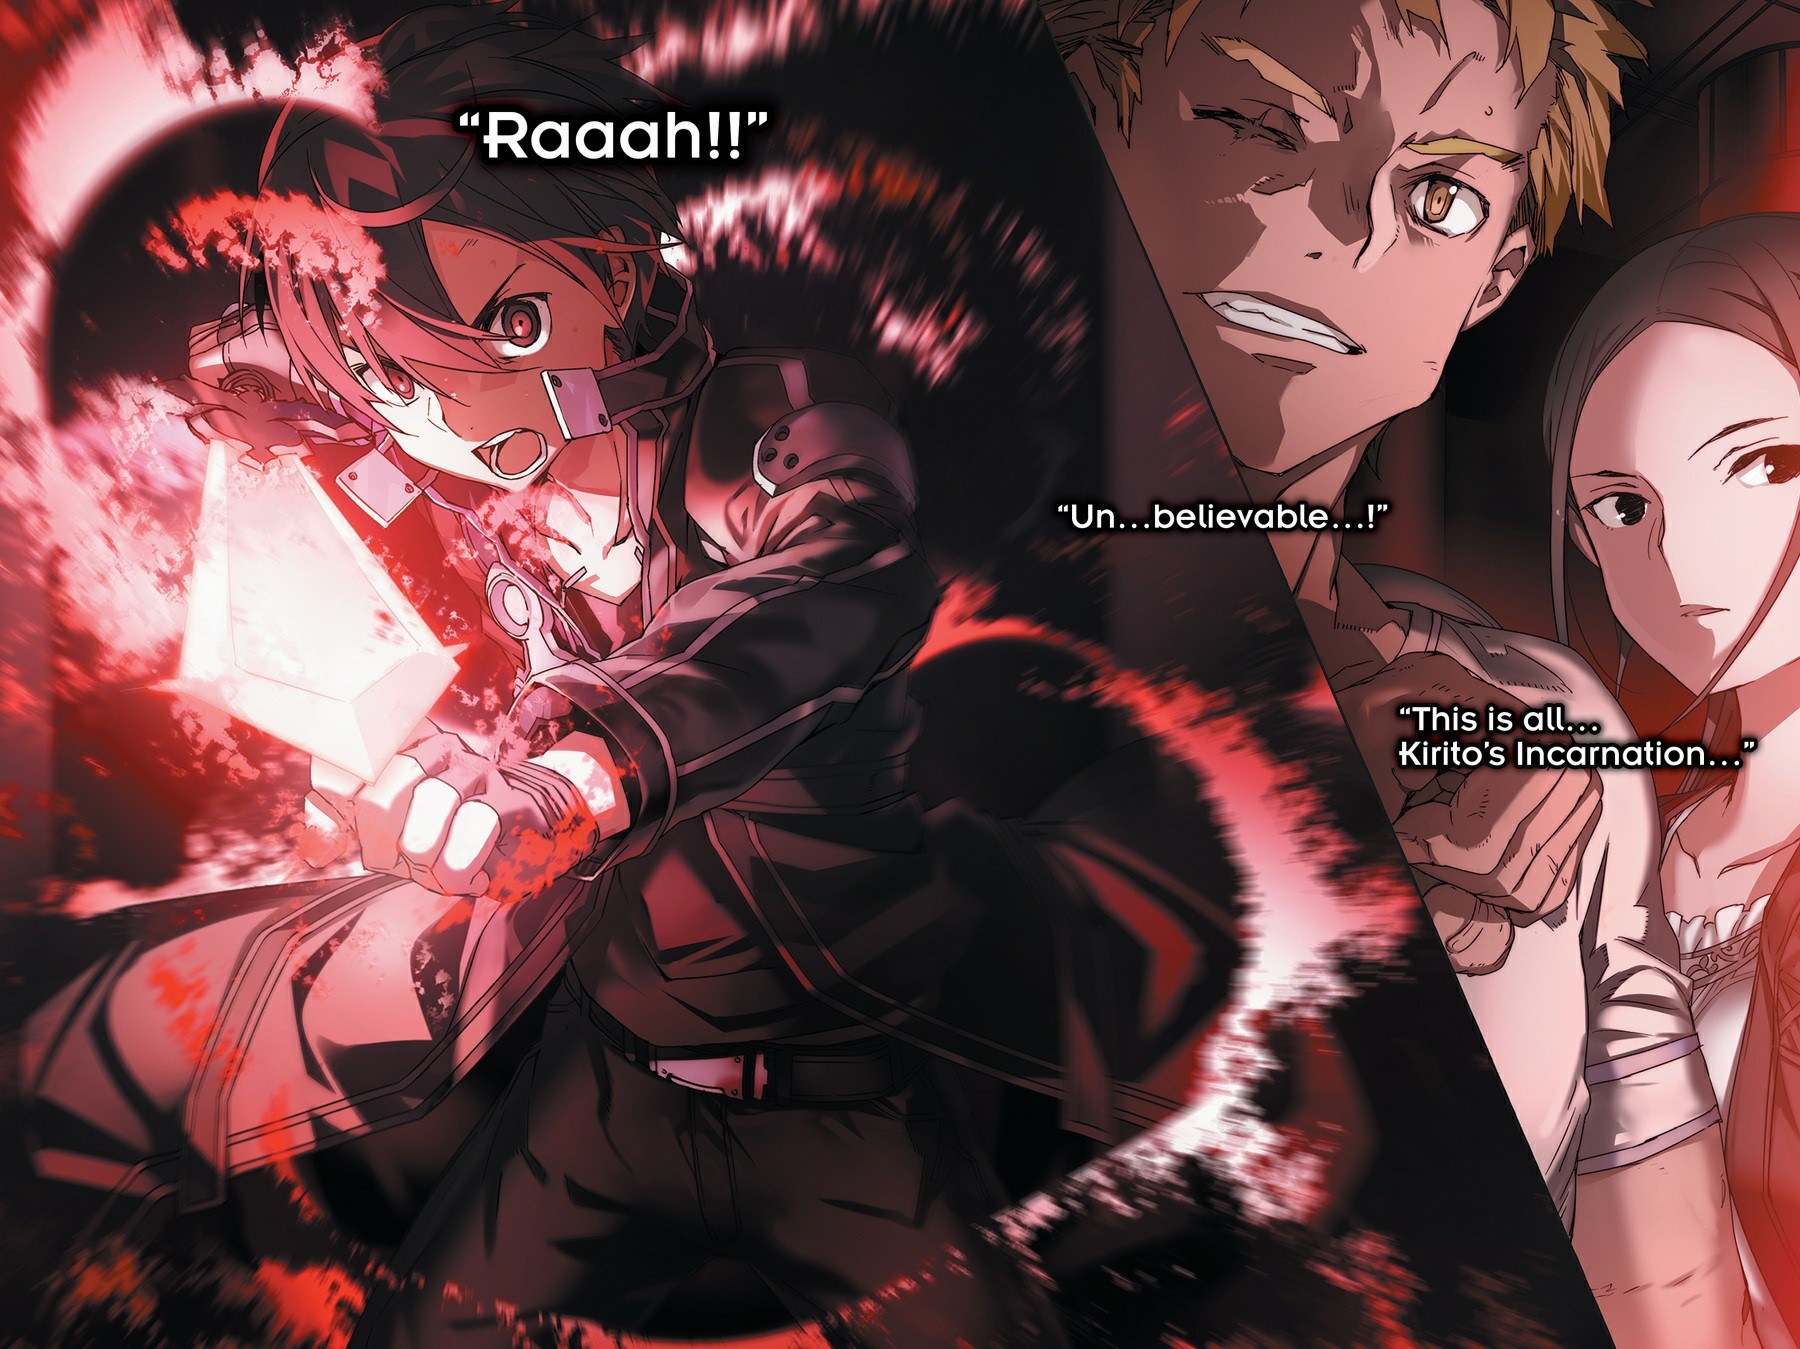 “Raaah!!”
“Un...believable...!”
“This is all...
Kirito’s Incarnation...”